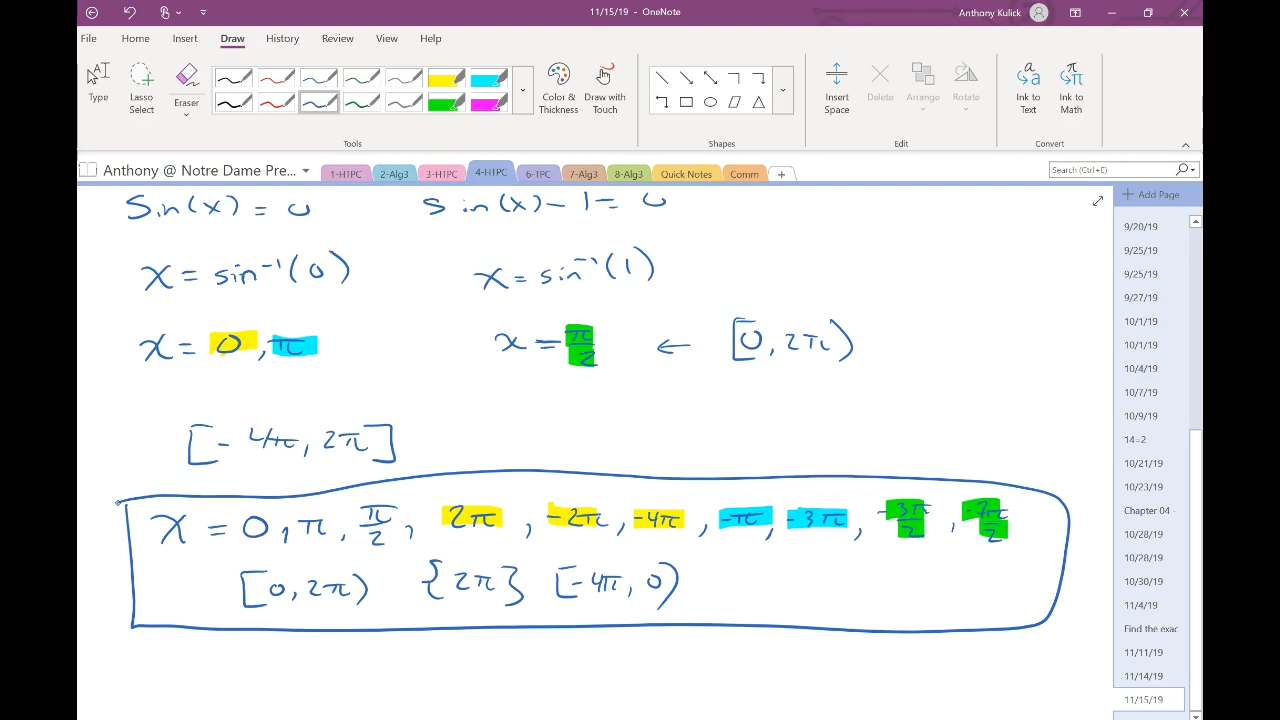 11/15/19 - OneNote
Anthony Kulick
File Home Insert Draw History Review View Help
Type
Lasso Select
Eraser
Color & Thickness
Draw with Touch
Insert Space
Delete
Arrange
Rotate
Ink to Text
Ink to Math
Tools
Shapes
Edit
Convert
Anthony @ Notre Dame Pre...
1-HTPC 2-Alg3 3-HTPC 4-HTPC 6-TPC 7-Alg3 8-Alg3 Quick Notes Comm
Search (Ctrl+E)
Sin(x) = 0 sin(x) - 1 = 0
x = sin⁻¹(0) x = sin⁻¹(1)
x = 0, π x = π/2 ← [0, 2π)
[-4π, 2π]
x = 0, π, π/2, 2π, -2π, -4π, -π, -3π, -3π/2, -7π/2
[0, 2π) {2π} [-4π, 0)
Add Page
9/20/19
9/25/19
9/25/19
9/27/19
10/1/19
10/1/19
10/4/19
10/7/19
10/9/19
14=2
10/21/19
10/23/19
Chapter 04 -
10/28/19
10/28/19
10/30/19
11/4/19
Find the exac
11/11/19
11/14/19
11/15/19